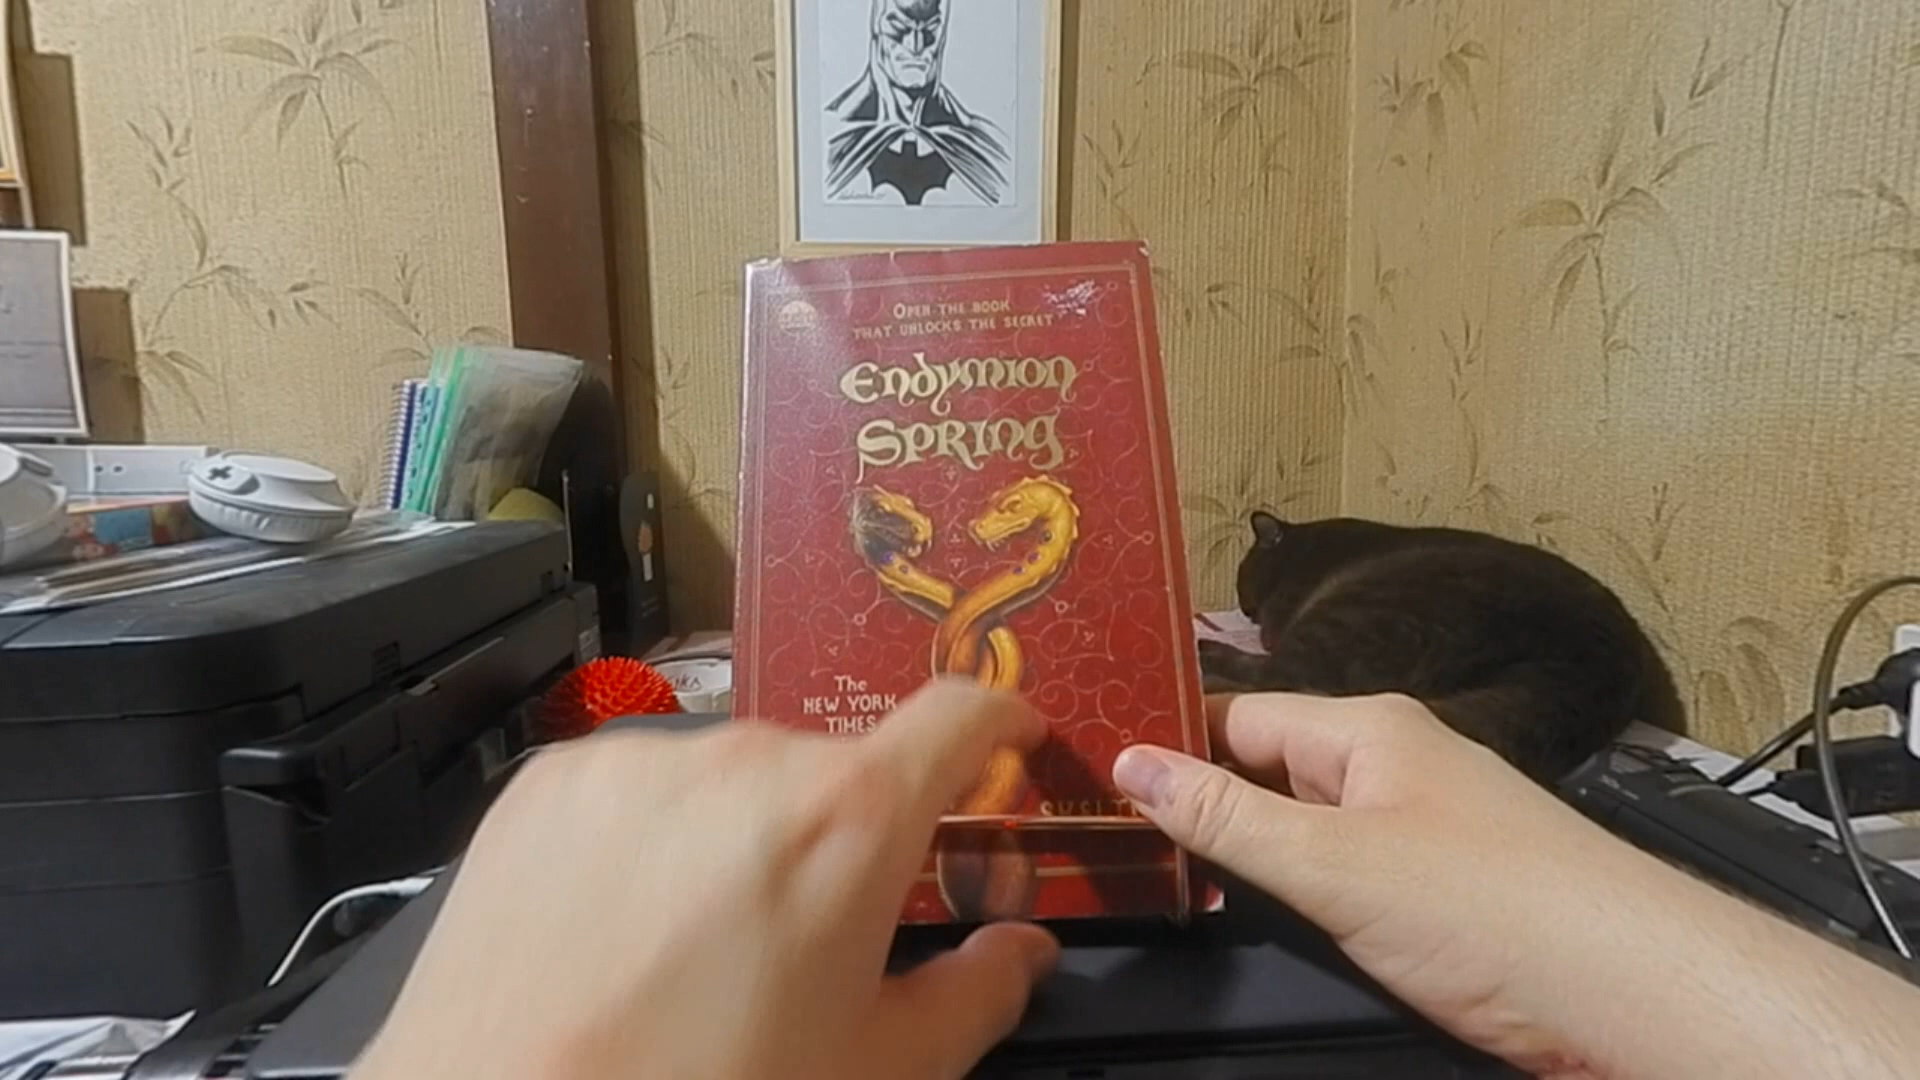 OPEN THE BOOK
THAT UNLOCKS THE SECRET
Endymion
Spring
The
NEW YORK
TIMES